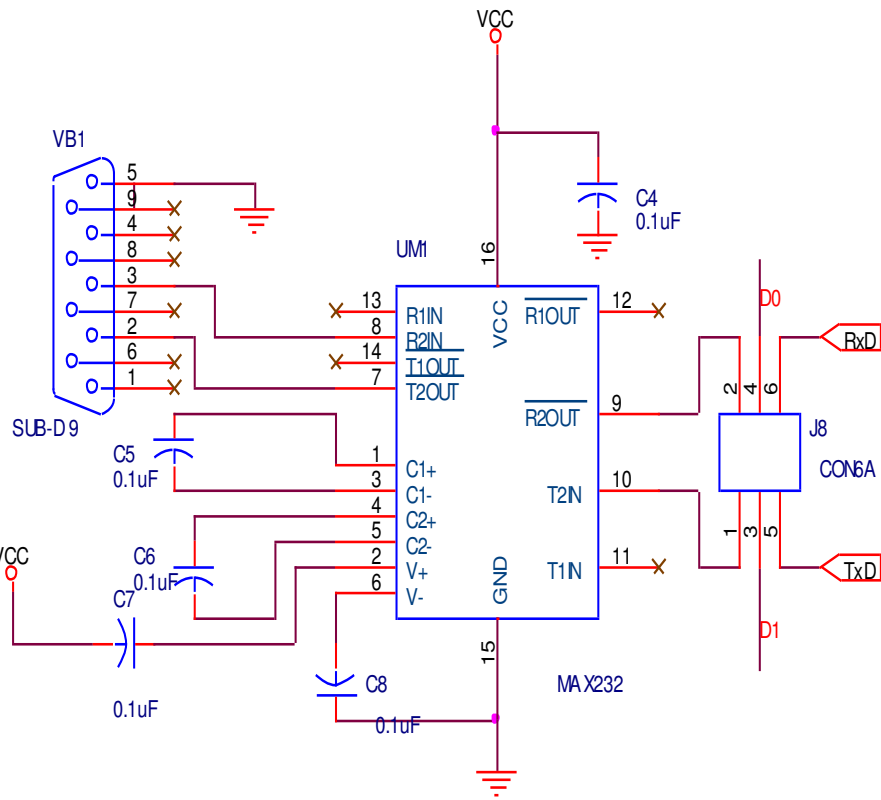 VCC
VB1
5
9
4
8
3
7
2
6
1
SUB-D9
C4
0.1uF
UM1
16
VCC
13
R1IN
8
R2IN
14
T1OUT
7
T2OUT
1
C1+
3
C1-
4
C2+
5
C2-
2
V+
6
V-
R1OUT
12
R2OUT
9
T2IN
10
T1IN
11
GND
15
MAX232
C5
0.1uF
C6
0.1uF
VCC
C7
0.1uF
C8
0.1uF
D0
RxD
2
4
6
J8
CON6A
1
3
5
TxD
D1